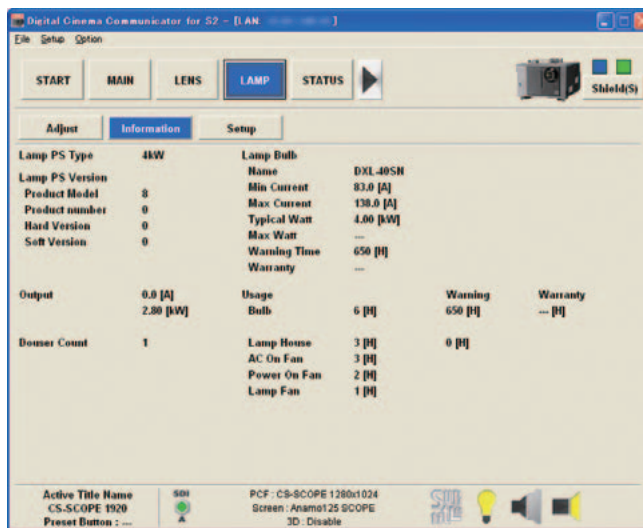 Digital Cinema Communicator for S2 - [LAN: ]
File Setup Option
START MAIN LENS LAMP STATUS Shield(S)
Adjust Information Setup
Lamp PS Type 4kW Lamp Bulb
Name DXL-40SN
Lamp PS Version Min Current 83.0 [A]
Product Model 8 Max Current 138.0 [A]
Product number 0 Typical Watt 4.00 [kW]
Hard Version 0 Max Watt ---
Soft Version 0 Warning Time 650 [H]
Warranty ---
Output 0.0 [A] Usage Warning Warranty
2.80 [kW] Bulb 6 [H] 650 [H] --- [H]
Douser Count 1 Lamp House 3 [H] 0 [H]
AC On Fan 3 [H]
Power On Fan 2 [H]
Lamp Fan 1 [H]
Active Title Name SDI PCF : CS-SCOPE 1280x1024
CS-SCOPE 1920 Screen : Anamo125 SCOPE
Preset Button : --- A 3D : Disable